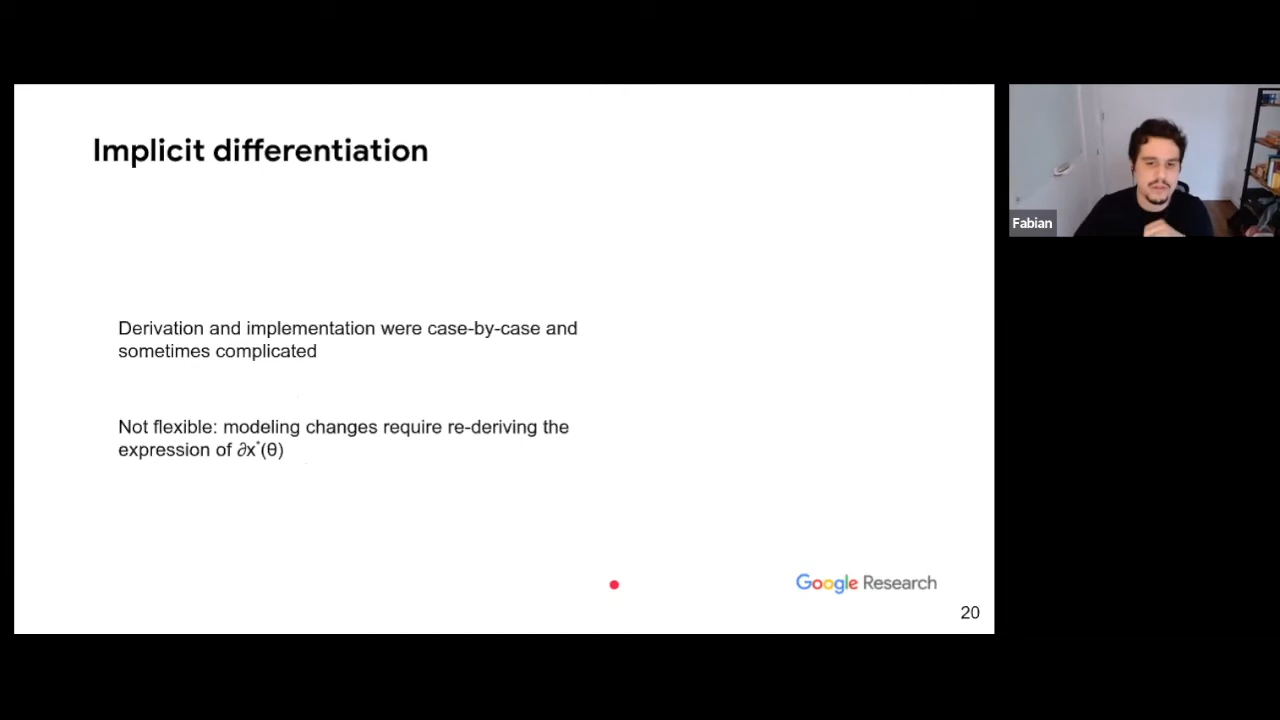 Implicit differentiation
Derivation and implementation were case-by-case and
sometimes complicated
Not flexible: modeling changes require re-deriving the
expression of ∂x*(θ)
Google Research
20
Fabian